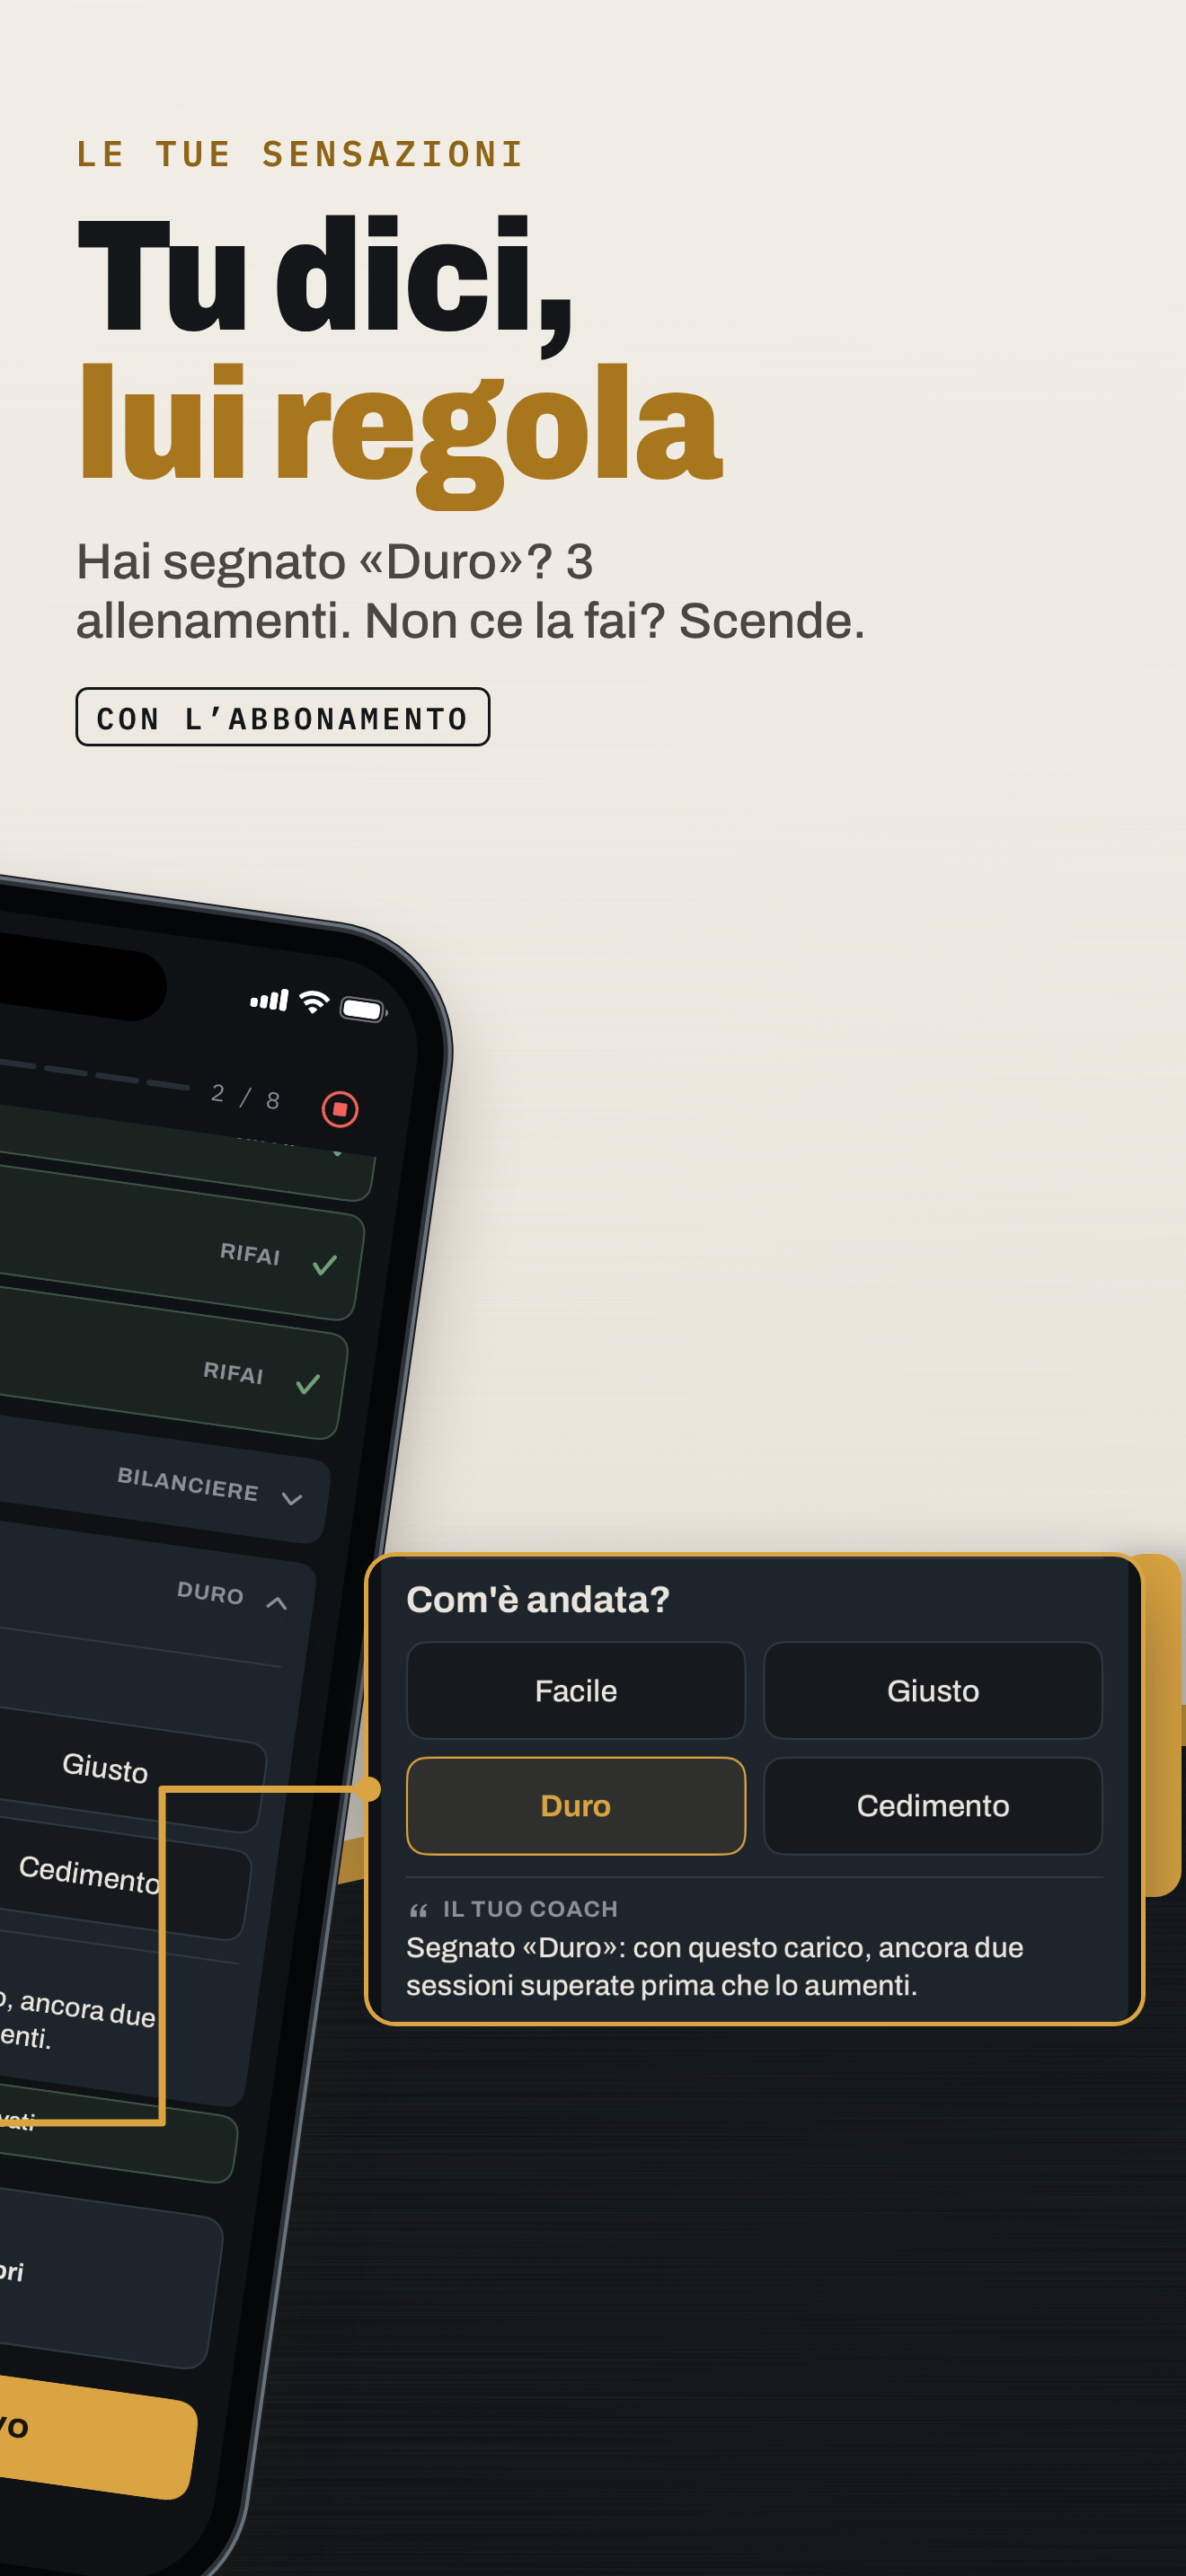 LE TUE SENSAZIONI
Tu dici,
lui regola
Hai segnato «Duro»? 3
allenamenti. Non ce la fai? Scende.
CON L’ABBONAMENTO
2 / 8
RIFAI
RIFAI
BILANCIERE
DURO
Giusto
Cedimento
ancora due
Com'è andata?
Facile
Giusto
Duro
Cedimento
“ IL TUO COACH
Segnato «Duro»: con questo carico, ancora due
sessioni superate prima che lo aumenti.